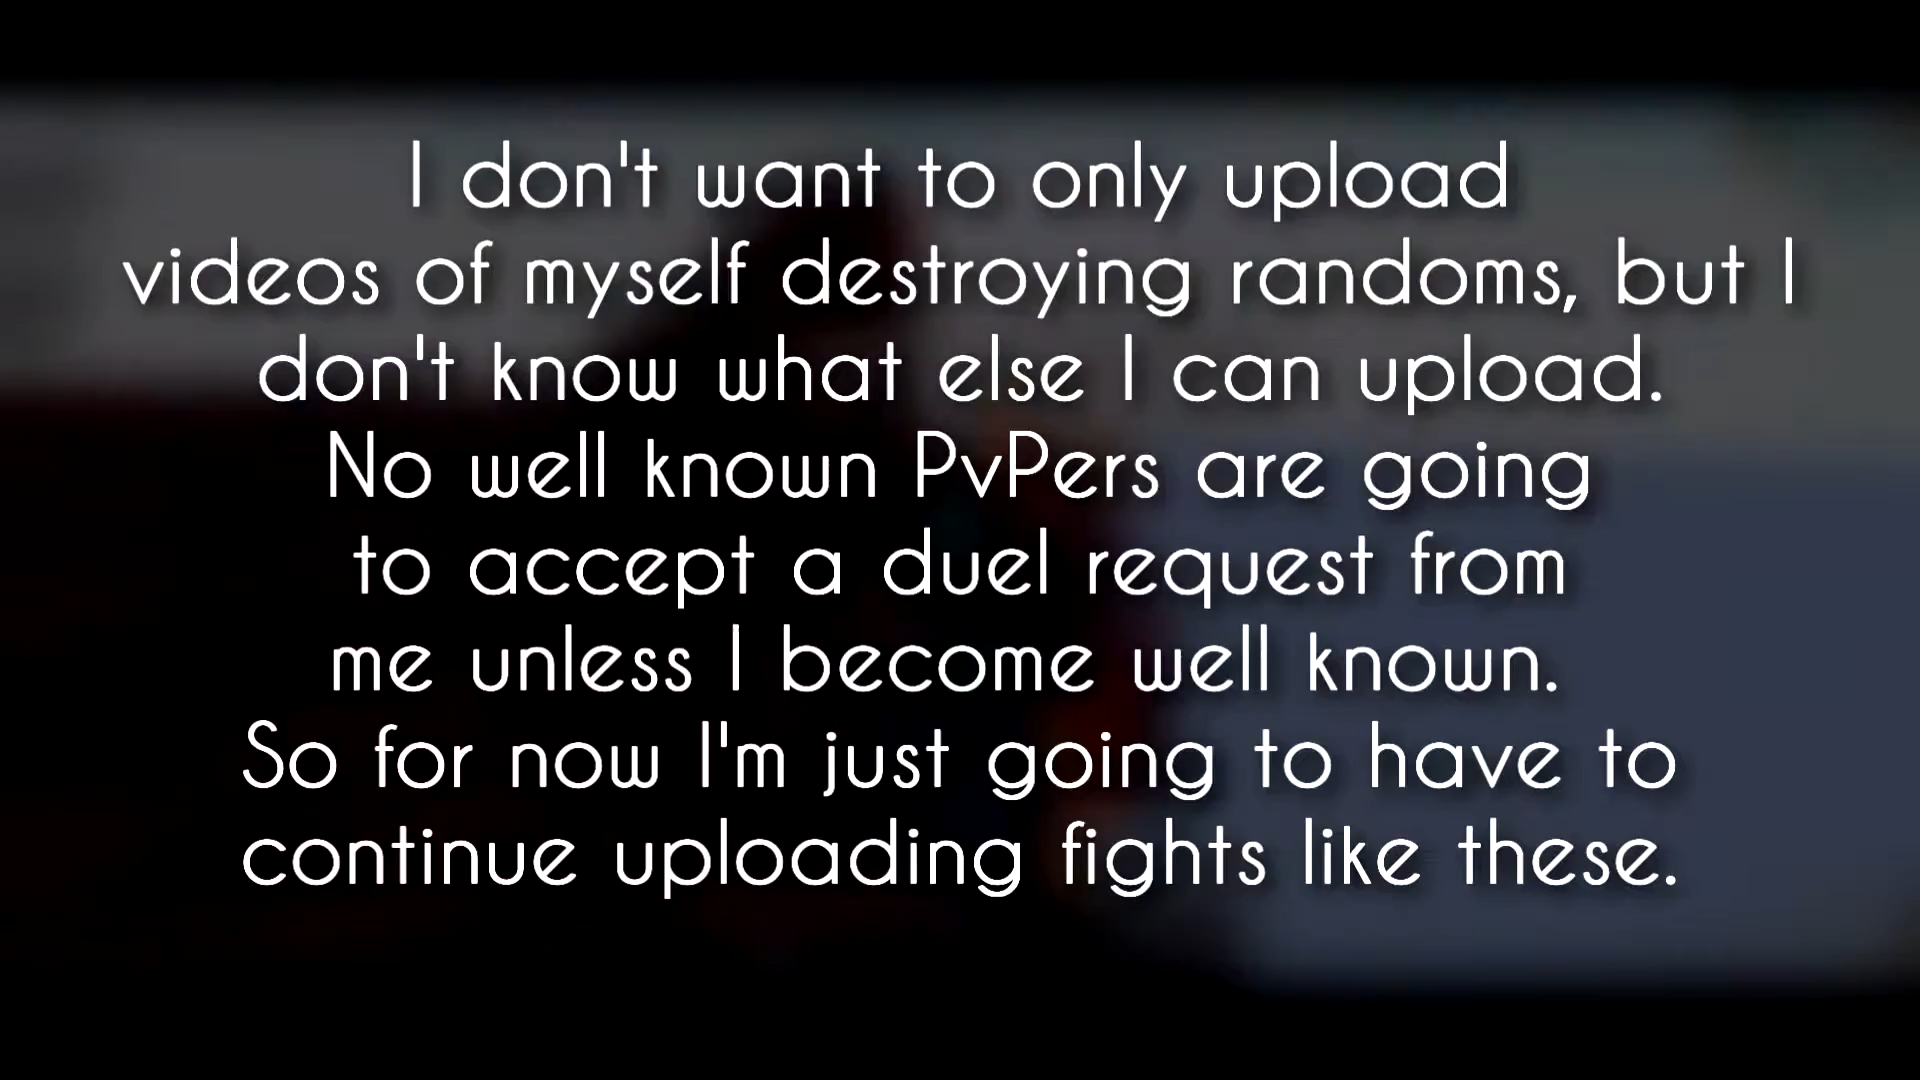 I don't want to only upload
videos of myself destroying randoms, but I
don't know what else I can upload.
No well known PvPers are going
to accept a duel request from
me unless I become well known.
So for now I'm just going to have to
continue uploading fights like these.